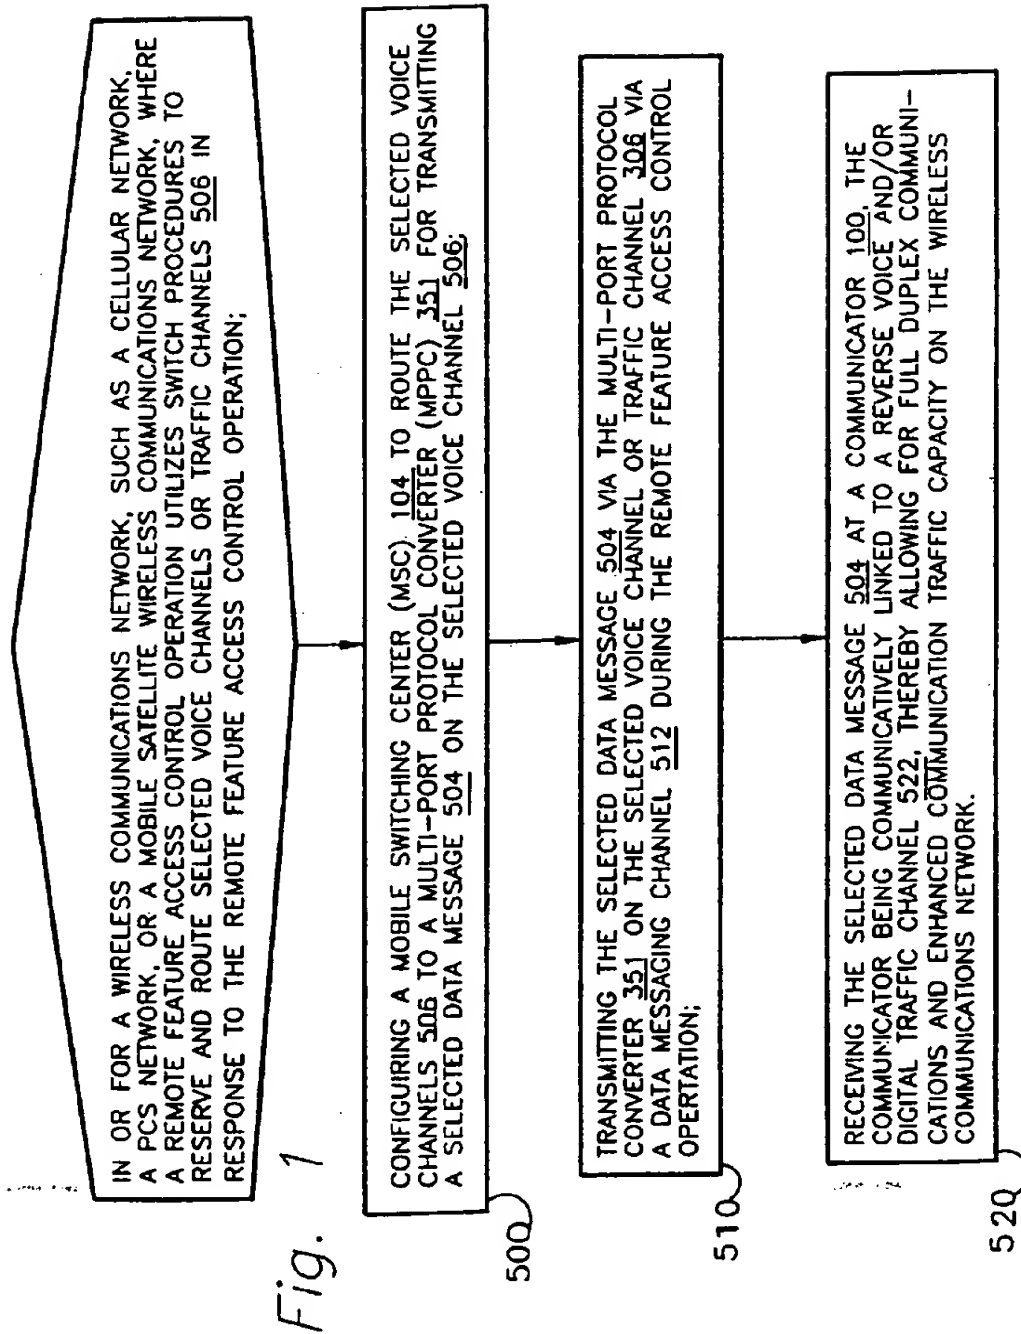 IN OR FOR A WIRELESS COMMUNICATIONS NETWORK, SUCH AS A CELLULAR NETWORK,
A PCS NETWORK, OR A MOBILE SATELLITE WIRELESS COMMUNICATIONS NETWORK, WHERE
A REMOTE FEATURE ACCESS CONTROL OPERATION UTILIZES SWITCH PROCEDURES TO
RESERVE AND ROUTE SELECTED VOICE CHANNELS OR TRAFFIC CHANNELS 506 IN
RESPONSE TO THE REMOTE FEATURE ACCESS CONTROL OPERATION;
Fig. 1
CONFIGUIRING A MOBILE SWITCHING CENTER (MSC) 104 TO ROUTE THE SELECTED VOICE
CHANNELS 506 TO A MULTI-PORT PROTOCOL CONVERTER (MPPC) 351 FOR TRANSMITTING
A SELECTED DATA MESSAGE 504 ON THE SELECTED VOICE CHANNEL 506;
500
TRANSMITTING THE SELECTED DATA MESSAGE 504 VIA THE MULTI-PORT PROTOCOL
CONVERTER 351 ON THE SELECTED VOICE CHANNEL OR TRAFFIC CHANNEL 306 VIA
A DATA MESSAGING CHANNEL 512 DURING THE REMOTE FEATURE ACCESS CONTROL
OPERTATION;
510
RECEIVING THE SELECTED DATA MESSAGE 504 AT A COMMUNICATOR 100, THE
COMMUNICATOR BEING COMMUNICATIVELY LINKED TO A REVERSE VOICE AND/OR
DIGITAL TRAFFIC CHANNEL 522, THEREBY ALLOWING FOR FULL DUPLEX COMMUNI-
CATIONS AND ENHANCED COMMUNICATION TRAFFIC CAPACITY ON THE WIRELESS
COMMUNICATIONS NETWORK.
520